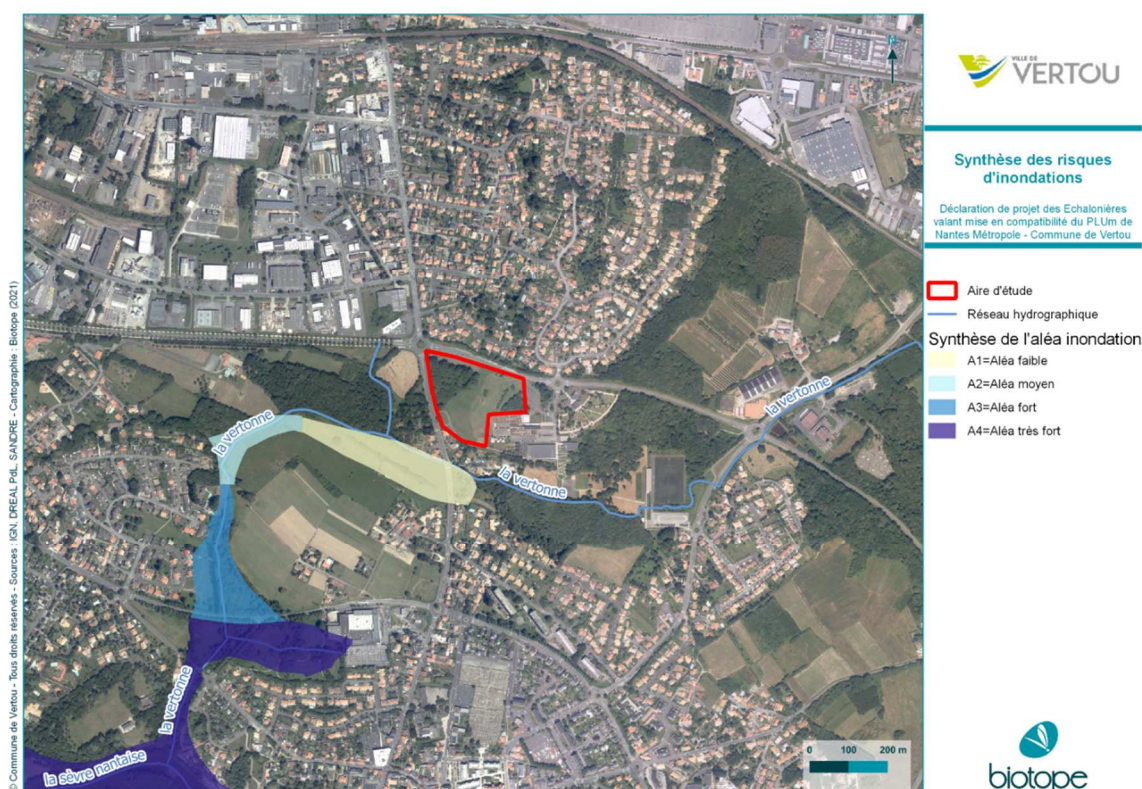 VILLE DE
VERTOU
Synthèse des risques
d'inondations
Déclaration de projet des Echalonières
valant mise en compatibilité du PLUm de
Nantes Métropole - Commune de Vertou
Aire d'étude
Réseau hydrographique
Synthèse de l'aléa inondation
A1=Aléa faible
A2=Aléa moyen
A3=Aléa fort
A4=Aléa très fort
la vertonne
la vertonne
la vertonne
la vertonne
la sèvre nantaise
0 100 200 m
© Commune de Vertou - Tous droits réservés - Sources : IGN, DREAL PdL, SANDRE - Cartographie : Biotope (2021)
biotope